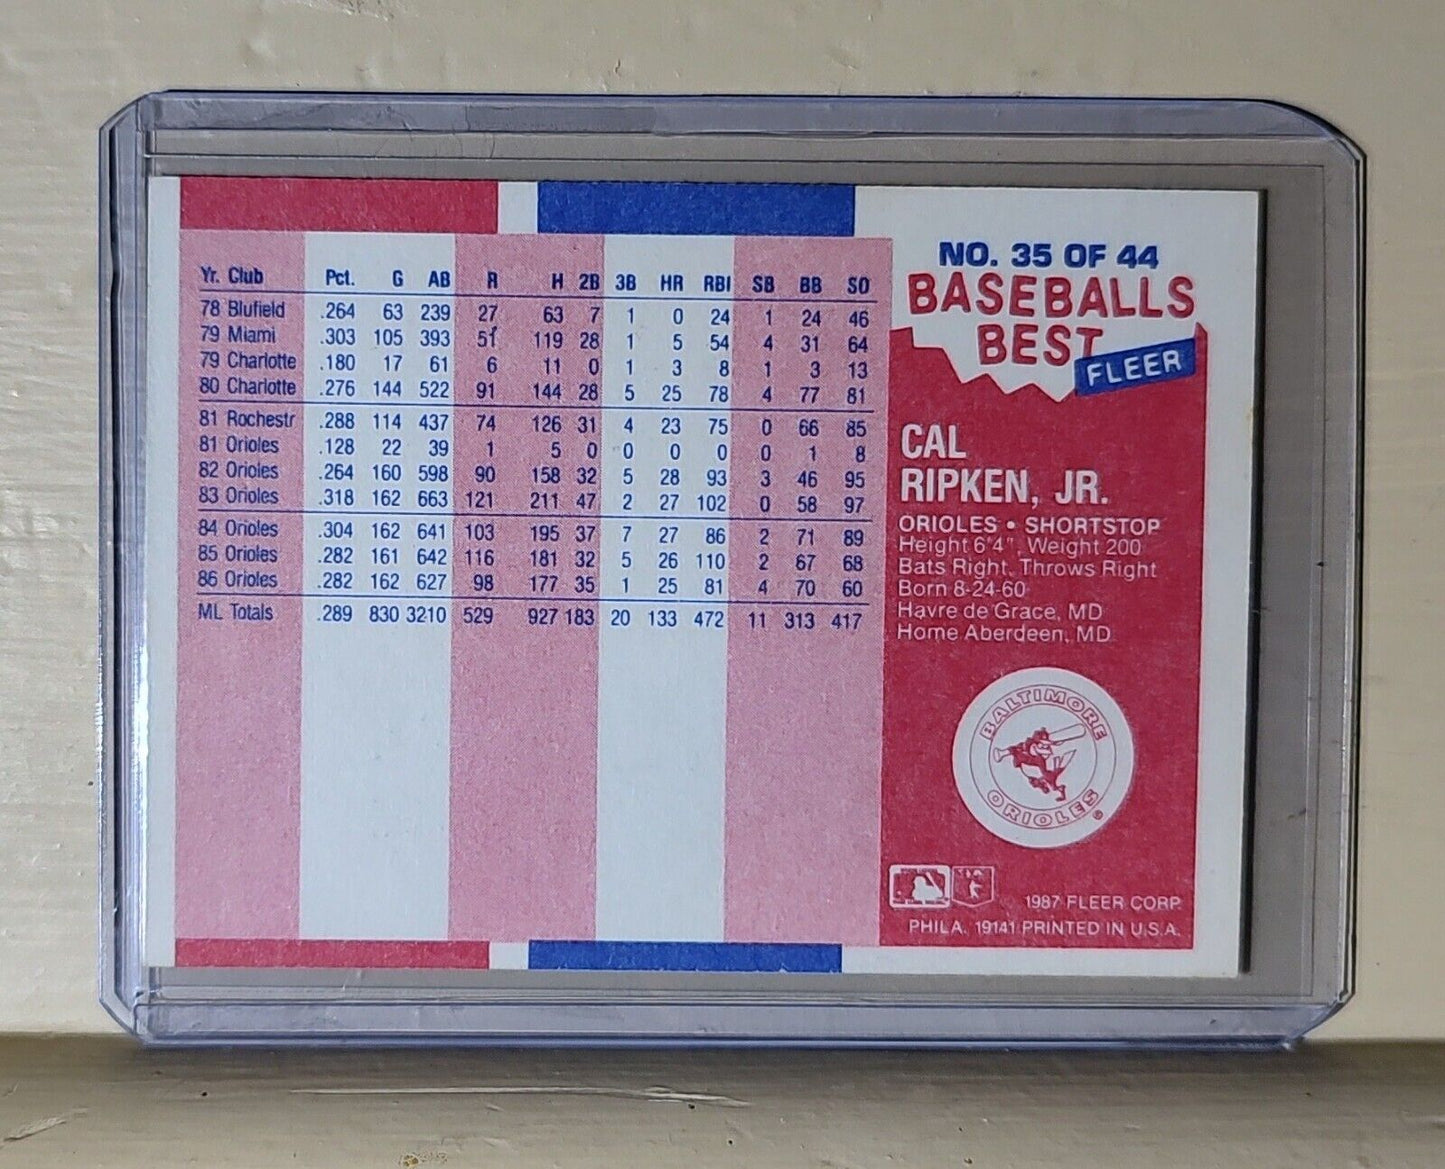 Yr. Club Pct. G AB R H 2B 3B HR RBI SB BB SO
78 Blufield .264 63 239 27 63 7 1 0 24 1 24 46
79 Miami .303 105 393 51 119 28 1 5 54 4 31 64
79 Charlotte .180 17 61 6 11 0 1 3 8 1 3 13
80 Charlotte .276 144 522 91 144 28 5 25 78 4 77 81
81 Rochestr .288 114 437 74 126 31 4 23 75 0 66 85
81 Orioles .128 22 39 1 5 0 0 0 0 0 1 8
82 Orioles .264 160 598 90 158 32 5 28 93 3 46 95
83 Orioles .318 162 663 121 211 47 2 27 102 0 58 97
84 Orioles .304 162 641 103 195 37 7 27 86 2 71 89
85 Orioles .282 161 642 116 181 32 5 26 110 2 67 68
86 Orioles .282 162 627 98 177 35 1 25 81 4 70 60
ML Totals .289 830 3210 529 927 183 20 133 472 11 313 417
NO. 35 OF 44
BASEBALLS
BEST
FLEER
CAL
RIPKEN, JR.
ORIOLES • SHORTSTOP
Height 6'4", Weight 200
Bats Right, Throws Right
Born 8-24-60
Havre de Grace, MD
Home Aberdeen, MD
BALTIMORE
ORIOLES
®
1987 FLEER CORP.
PHILA. 19141 PRINTED IN U.S.A.